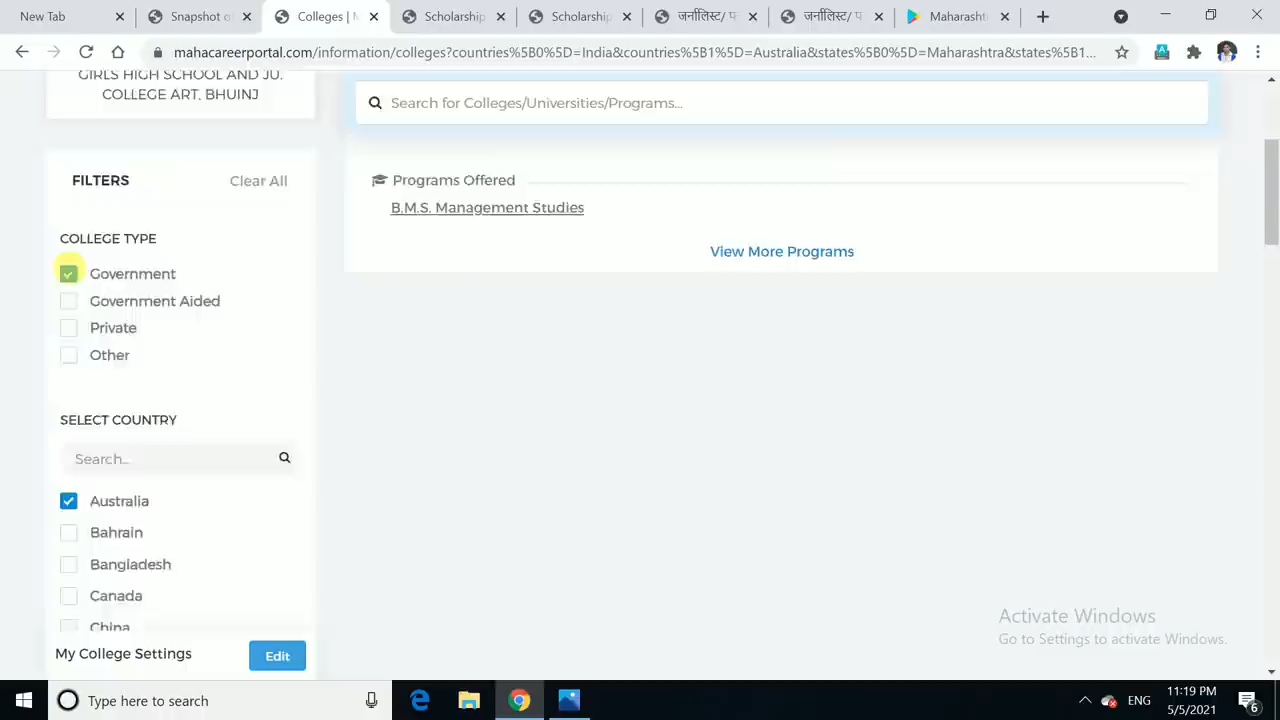 New Tab
Snapshot o
Colleges | M
Scholarship
Scholarship
जर्नालिस्ट/ प
जर्नालिस्ट/ प
Maharasht
mahacareerportal.com/information/colleges?countries%5B0%5D=India&countries%5B1%5D=Australia&states%5B0%5D=Maharashtra&states%5B1...
GIRLS HIGH SCHOOL AND JU.
COLLEGE ART, BHUINJ
Search for Colleges/Universities/Programs...
FILTERS
Clear All
Programs Offered
B.M.S. Management Studies
View More Programs
COLLEGE TYPE
Government
Government Aided
Private
Other
SELECT COUNTRY
Search...
Australia
Bahrain
Bangladesh
Canada
China
My College Settings
Edit
Activate Windows
Go to Settings to activate Windows.
Type here to search
ENG
11:19 PM
5/5/2021
6